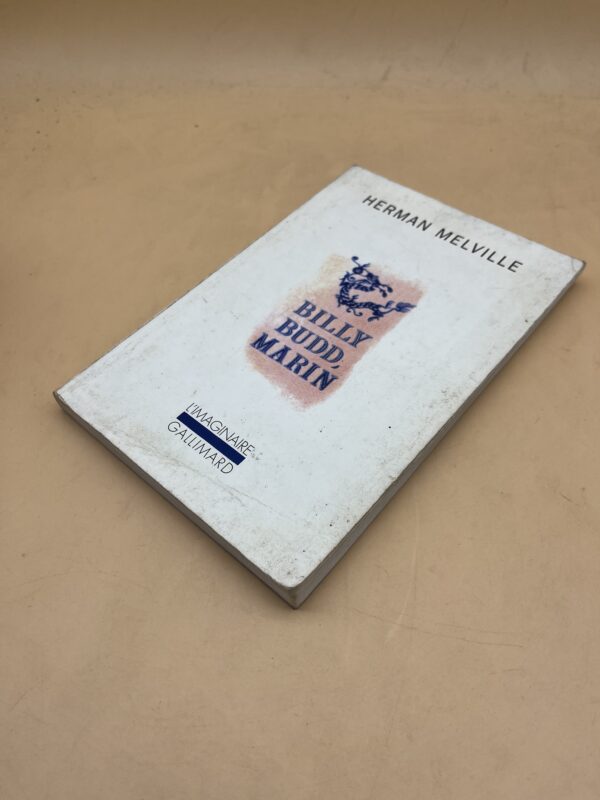 HERMAN MELVILLE
BILLY
BUDD,
MARIN
L'IMAGINAIRE
GALLIMARD